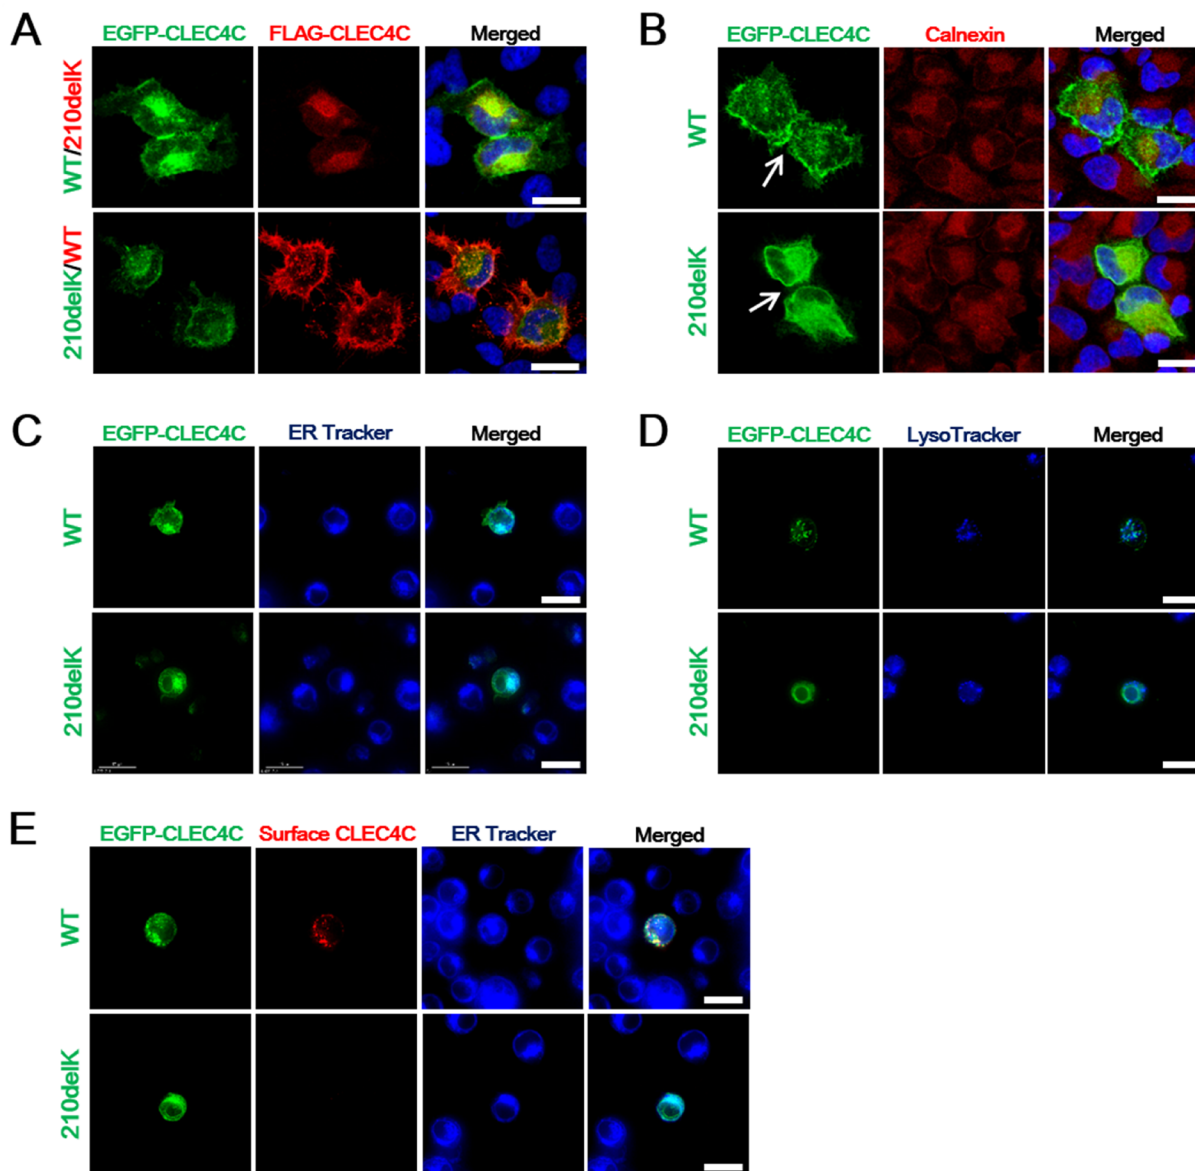 A
EGFP-CLEC4C FLAG-CLEC4C Merged
WT/210delK
210delK/WT
B
EGFP-CLEC4C Calnexin Merged
WT
210delK
C
EGFP-CLEC4C ER Tracker Merged
WT
210delK
D
EGFP-CLEC4C LysoTracker Merged
WT
210delK
E
EGFP-CLEC4C Surface CLEC4C ER Tracker Merged
WT
210delK